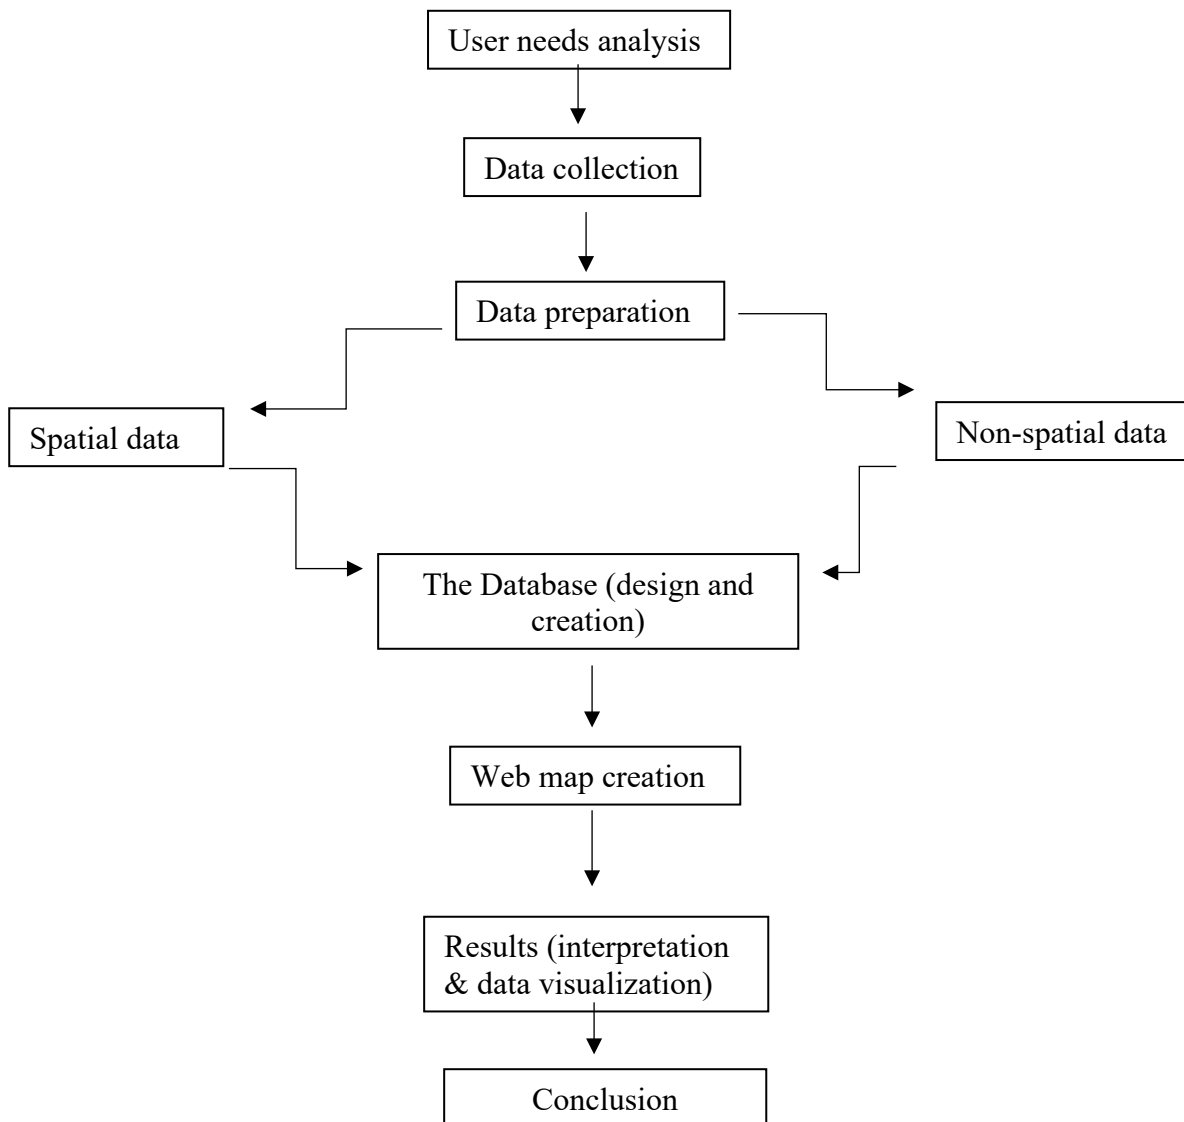 User needs analysis
Data collection
Data preparation
Spatial data
Non-spatial data
The Database (design and
creation)
Web map creation
Results (interpretation
& data visualization)
Conclusion